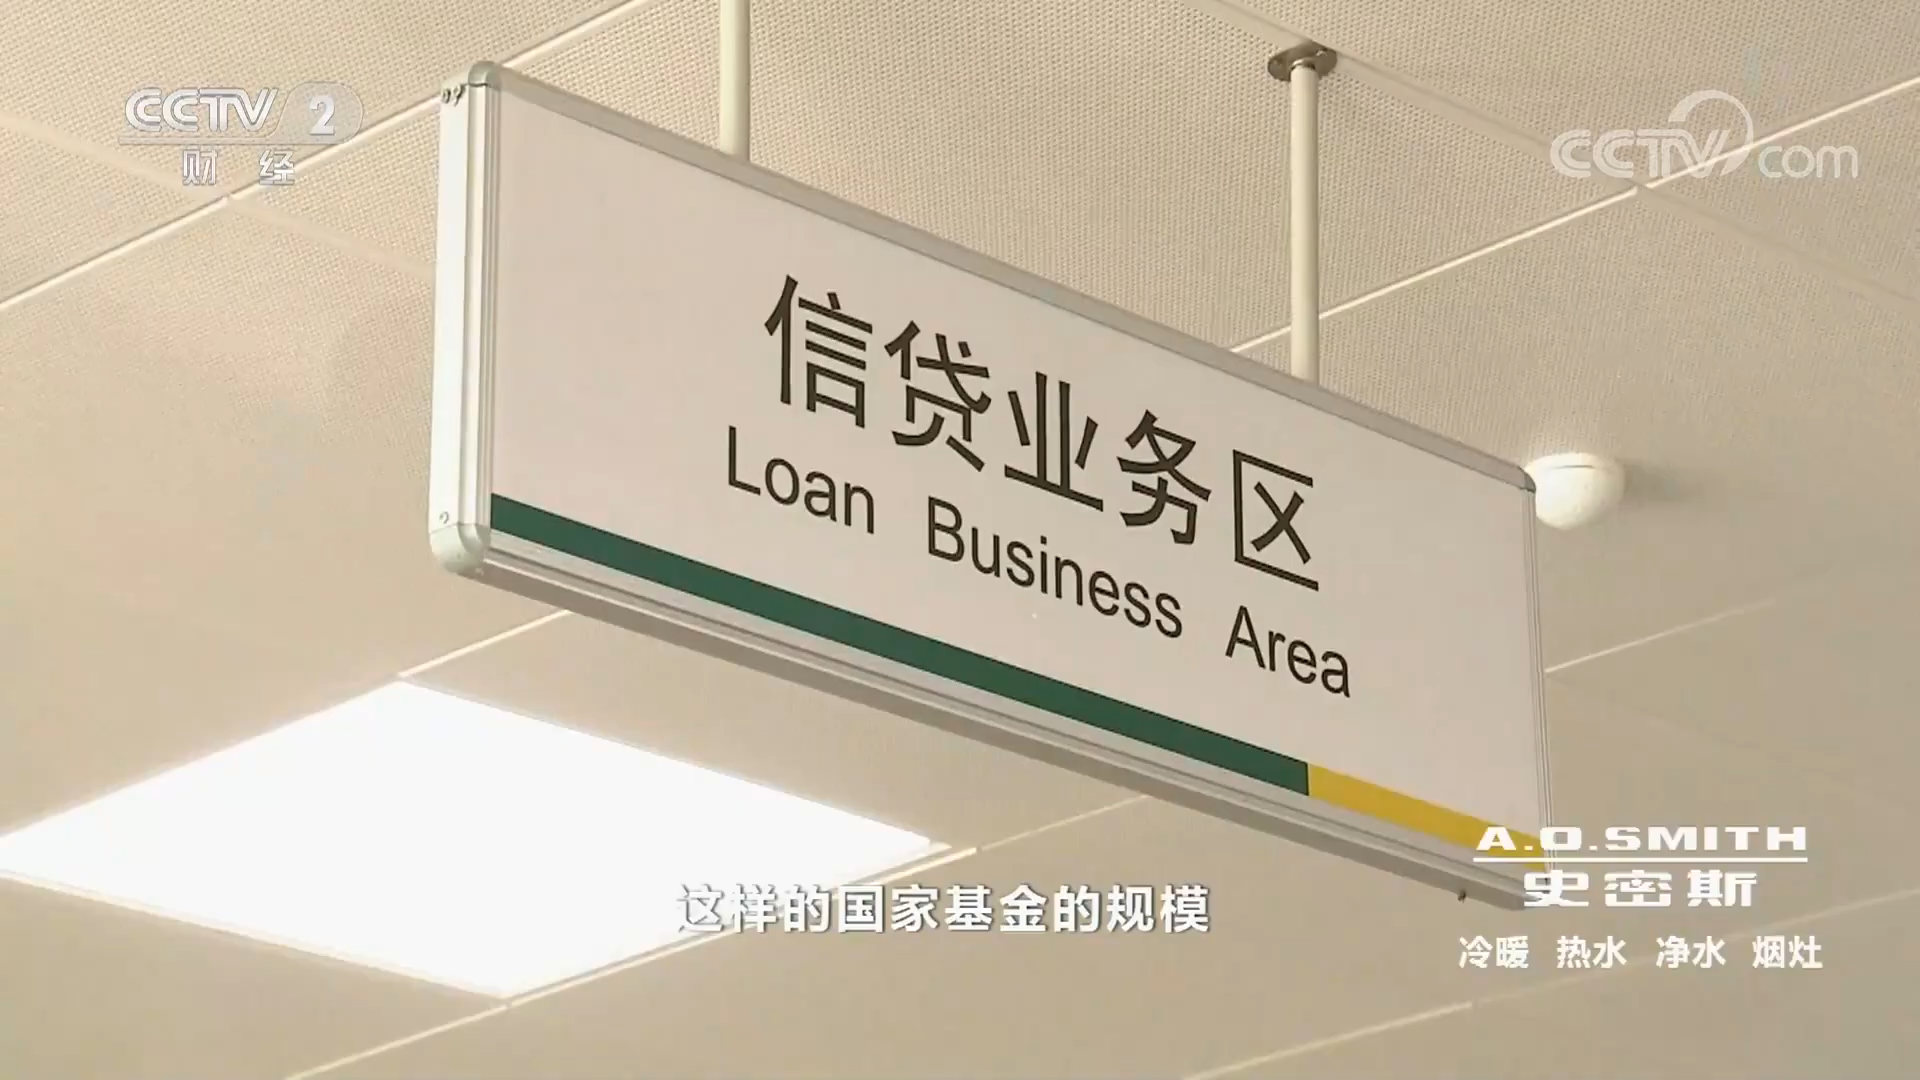 CCTV 2
财经
CCTV.com
信贷业务区
Loan Business Area
A.O.SMITH
史密斯
这样的国家基金的规模
冷暖 热水 净水 烟灶